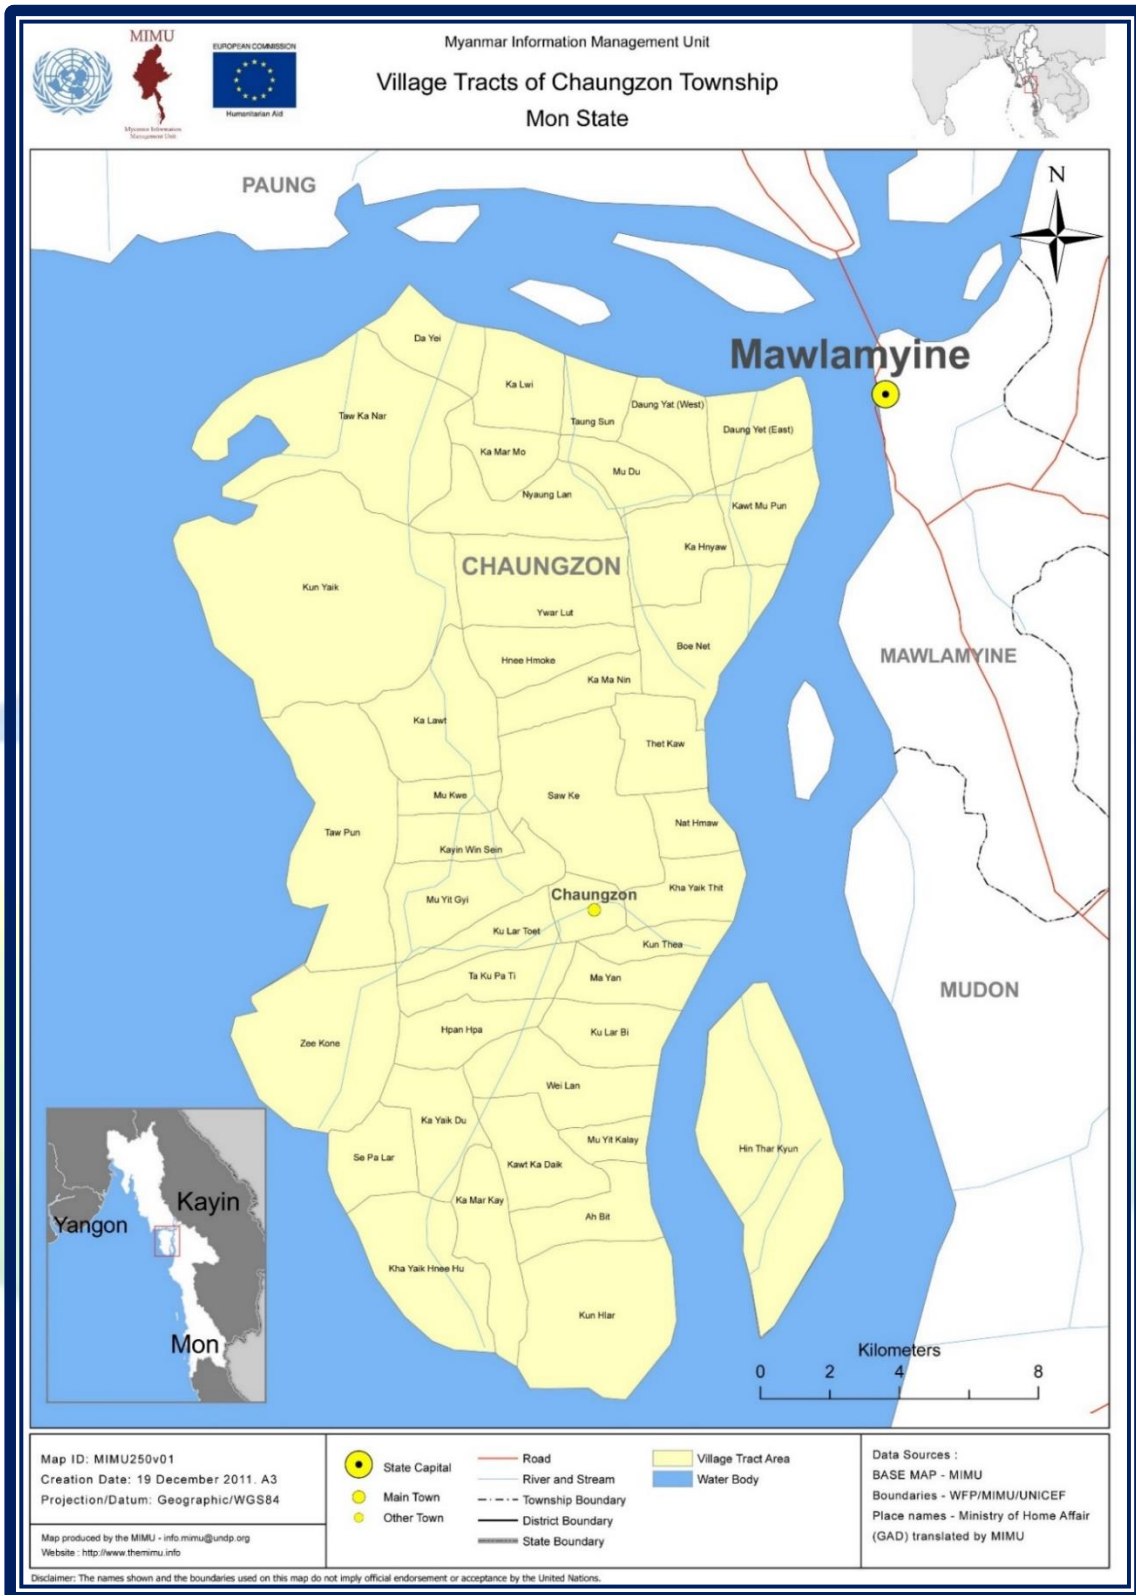 MIMU
Myanmar Information
Management Unit
EUROPEAN COMMISSION
Humanitarian Aid
Myanmar Information Management Unit
Village Tracts of Chaungzon Township
Mon State
PAUNG
N
Da Yei
Mawlamyine
Ka Lwi
Daung Yat (West)
Taw Ka Nar
Taung Sun
Daung Yet (East)
Ka Mar Mo
Mu Du
Nyaung Lan
Kawt Mu Pun
Ka Hnyaw
CHAUNGZON
Kun Yaik
Ywar Lut
Boe Net
MAWLAMYINE
Hnee Hmoke
Ka Ma Nin
Ka Lawt
Thet Kaw
Mu Kwe
Saw Ke
Nat Hmaw
Taw Pun
Kayin Win Sein
Kha Yaik Thit
Chaungzon
Mu Yit Gyi
Ku Lar Toet
Kun Thea
Ta Ku Pa Ti
Ma Yan
MUDON
Hpan Hpa
Ku Lar Bi
Zee Kone
Wei Lan
Ka Yaik Du
Mu Yit Kalay
Hin Thar Kyun
Se Pa Lar
Kawt Ka Daik
Ka Mar Kay
Kayin
Ah Bit
Yangon
Kha Yaik Hnee Hu
Kun Hlar
Mon
Kilometers
0 2 4 8
Map ID: MIMU250v01
Creation Date: 19 December 2011. A3
Projection/Datum: Geographic/WGS84
Map produced by the MIMU - info.mimu@undp.org
Website : http://www.themimu.info
State Capital
Main Town
Other Town
Road
River and Stream
Township Boundary
District Boundary
State Boundary
Village Tract Area
Water Body
Data Sources :
BASE MAP - MIMU
Boundaries - WFP/MIMU/UNICEF
Place names - Ministry of Home Affair
(GAD) translated by MIMU
Disclaimer: The names shown and the boundaries used on this map do not imply official endorsement or acceptance by the United Nations.